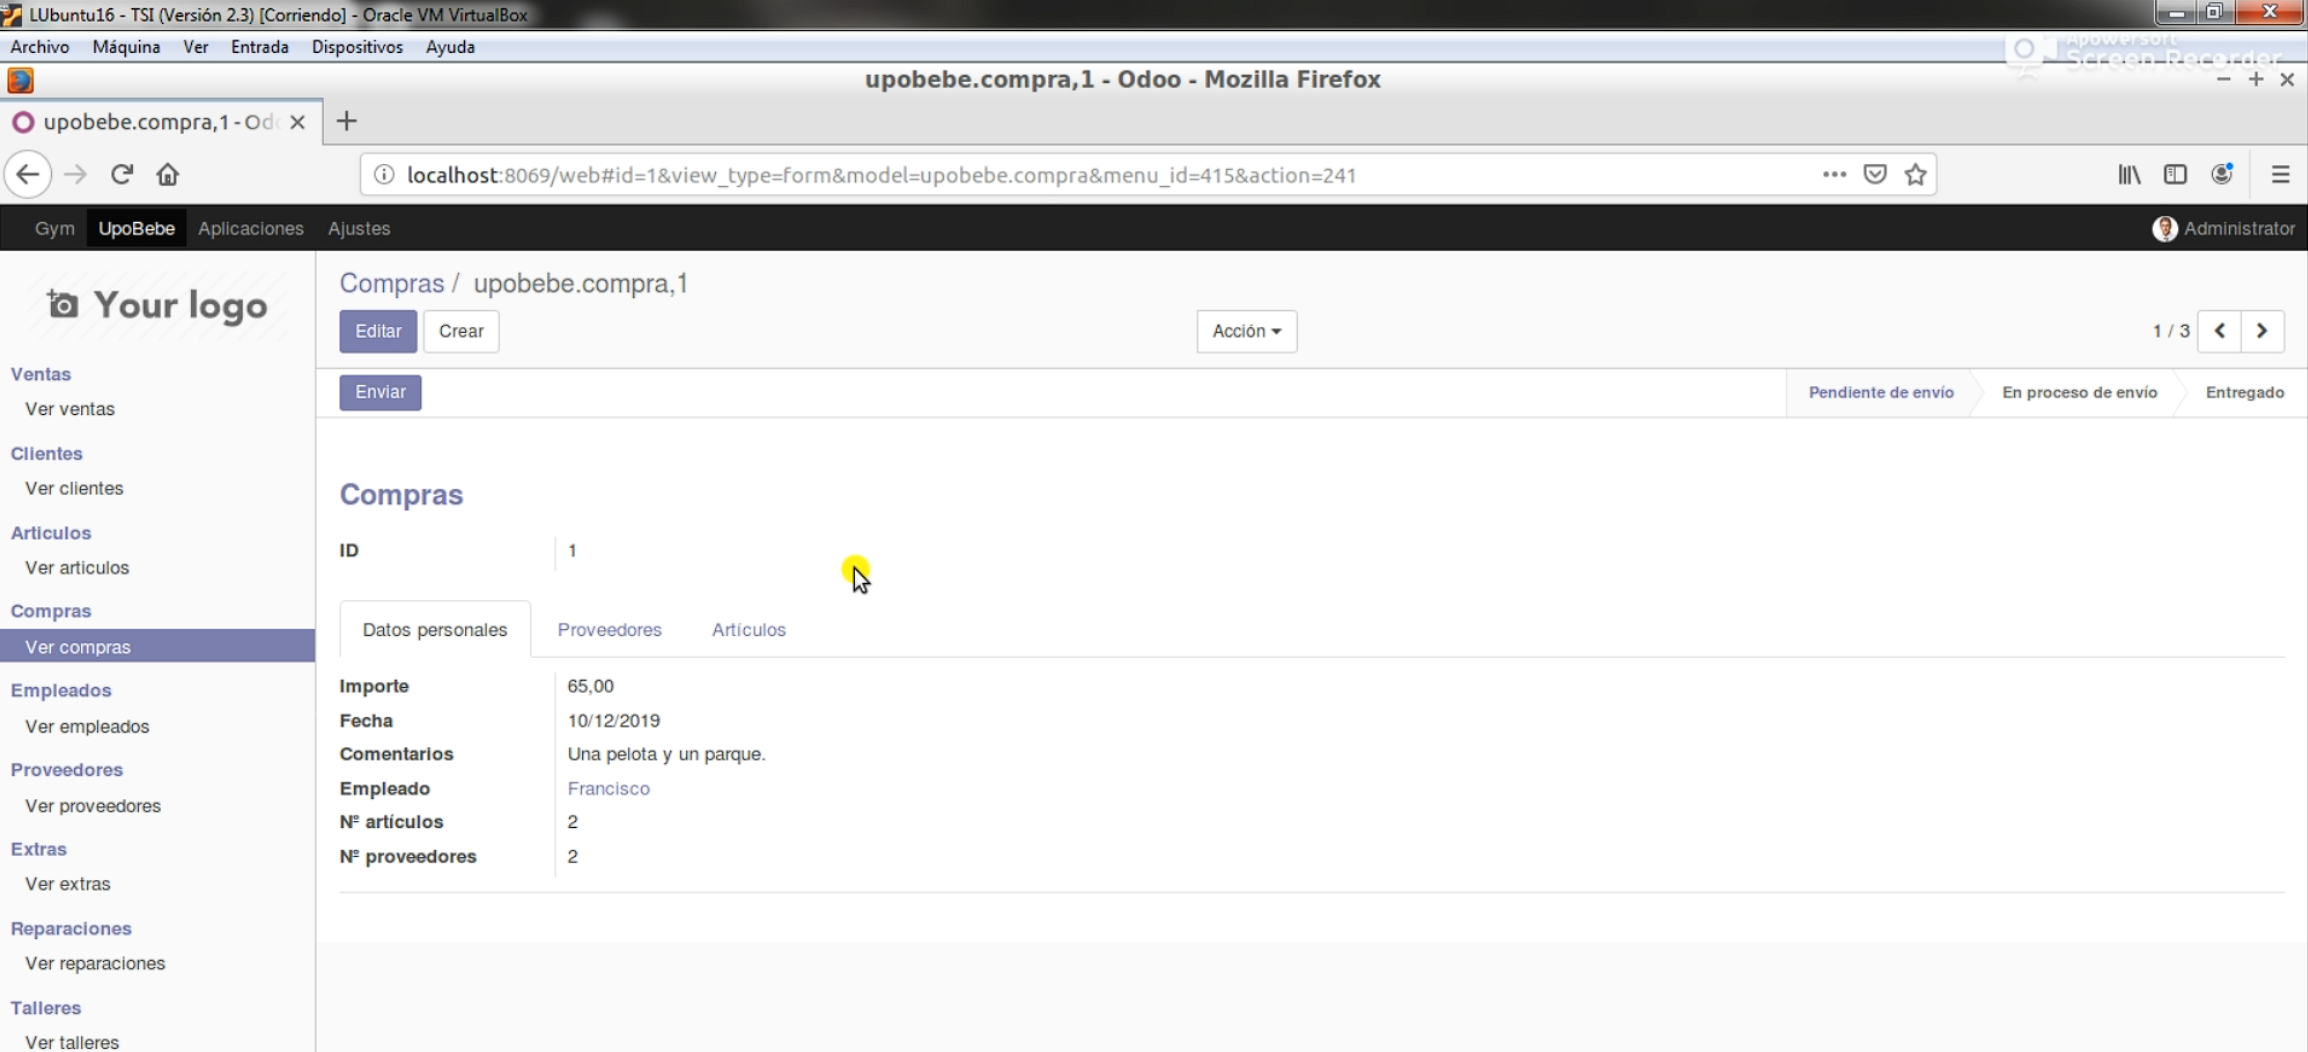 LUbuntu16 - TSI (Versión 2.3) [Corriendo] - Oracle VM VirtualBox
Archivo Máquina Ver Entrada Dispositivos Ayuda
Apowersoft
Screen Recorder
upobebe.compra,1 - Odoo - Mozilla Firefox
upobebe.compra,1 - Odo
localhost:8069/web#id=1&view_type=form&model=upobebe.compra&menu_id=415&action=241
Gym UpoBebe Aplicaciones Ajustes Administrator
Your logo
Compras / upobebe.compra,1
Editar Crear Acción 1 / 3
Enviar Pendiente de envío En proceso de envío Entregado
Ventas
Ver ventas
Clientes
Ver clientes
Articulos
Ver articulos
Compras
Ver compras
Empleados
Ver empleados
Proveedores
Ver proveedores
Extras
Ver extras
Reparaciones
Ver reparaciones
Talleres
Ver talleres
Compras
ID 1
Datos personales Proveedores Artículos
Importe 65,00
Fecha 10/12/2019
Comentarios Una pelota y un parque.
Empleado Francisco
Nº artículos 2
Nº proveedores 2